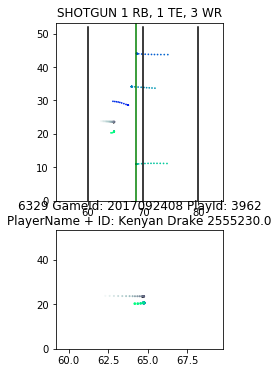 SHOTGUN 1 RB, 1 TE, 3 WR
50
40
30
20
10
0
60 70 80
6329 GameId: 2017092408 PlayId: 3962
PlayerName + ID: Kenyan Drake 2555230.0
40
20
0
60.0 62.5 65.0 67.5